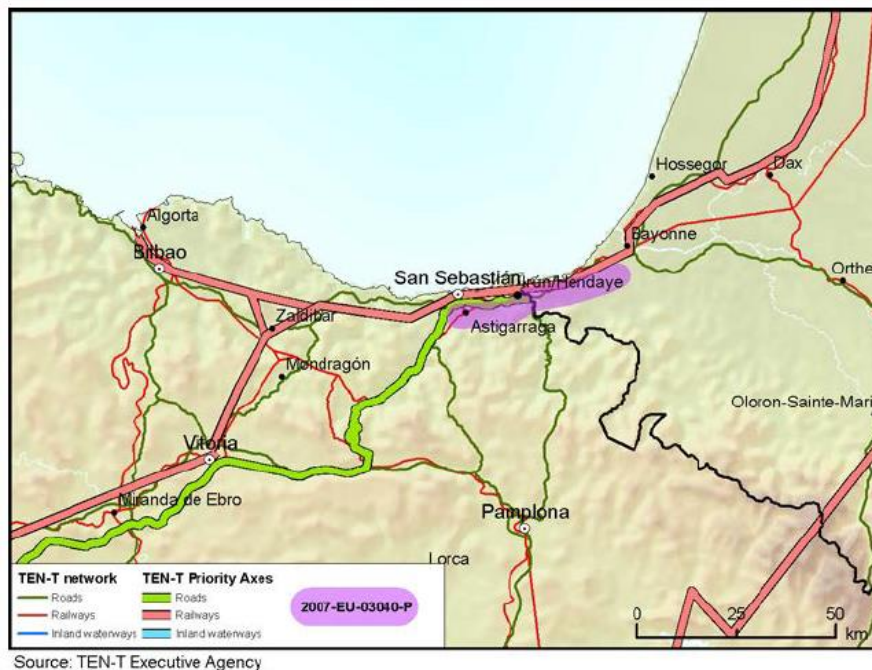 Hossegor
Dax
Algorta
Bilbao
Bayonne
San Sebastián
Irun/Hendaye
Orthe
Zaldibar
Astigarraga
Mondragón
Oloron-Sainte-Mari
Vitoria
Miranda de Ebro
Pamplona
Lorca
TEN-T network
Roads
Railways
Inland waterways
TEN-T Priority Axes
Roads
Railways
Inland waterways
2007-EU-03040-P
0 25 50
km
Source: TEN-T Executive Agency